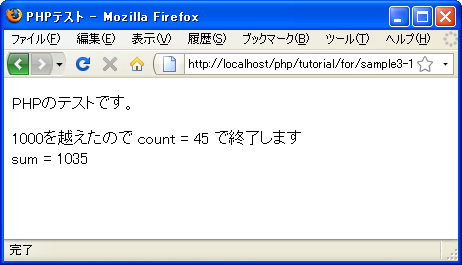 PHPテスト - Mozilla Firefox
ファイル(F) 編集(E) 表示(V) 履歴(S) ブックマーク(B) ツール(T) ヘルプ(H)
http://localhost/php/tutorial/for/sample3-1
PHPのテストです。
1000を越えたので count = 45 で終了します
sum = 1035
完了